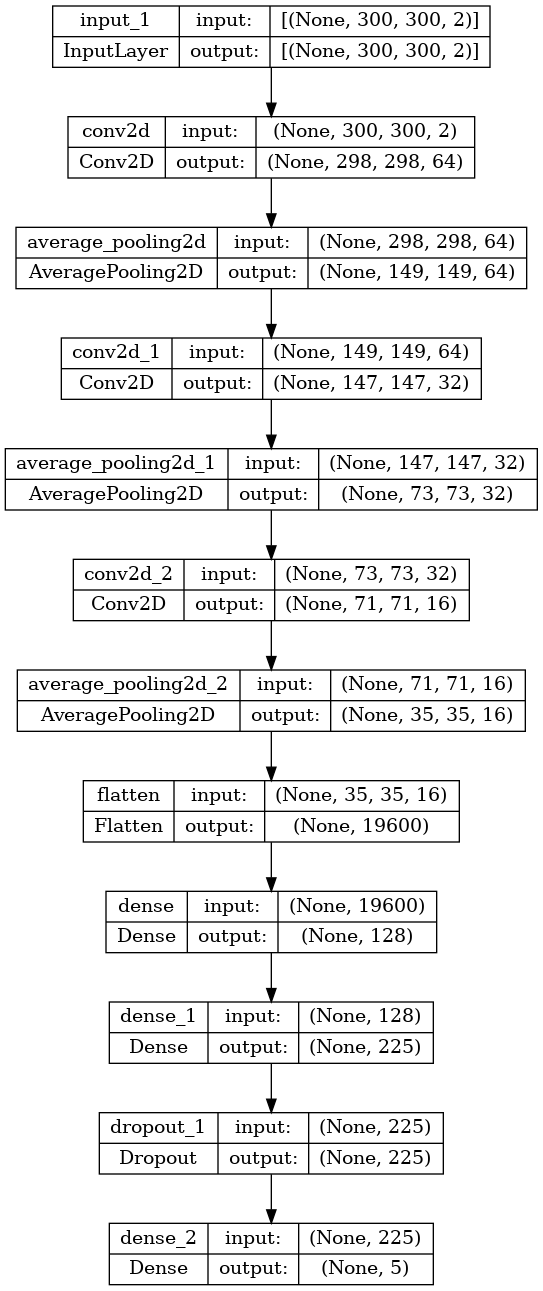 input_1 input: [(None, 300, 300, 2)]
InputLayer output: [(None, 300, 300, 2)]
conv2d input: (None, 300, 300, 2)
Conv2D output: (None, 298, 298, 64)
average_pooling2d input: (None, 298, 298, 64)
AveragePooling2D output: (None, 149, 149, 64)
conv2d_1 input: (None, 149, 149, 64)
Conv2D output: (None, 147, 147, 32)
average_pooling2d_1 input: (None, 147, 147, 32)
AveragePooling2D output: (None, 73, 73, 32)
conv2d_2 input: (None, 73, 73, 32)
Conv2D output: (None, 71, 71, 16)
average_pooling2d_2 input: (None, 71, 71, 16)
AveragePooling2D output: (None, 35, 35, 16)
flatten input: (None, 35, 35, 16)
Flatten output: (None, 19600)
dense input: (None, 19600)
Dense output: (None, 128)
dense_1 input: (None, 128)
Dense output: (None, 225)
dropout_1 input: (None, 225)
Dropout output: (None, 225)
dense_2 input: (None, 225)
Dense output: (None, 5)